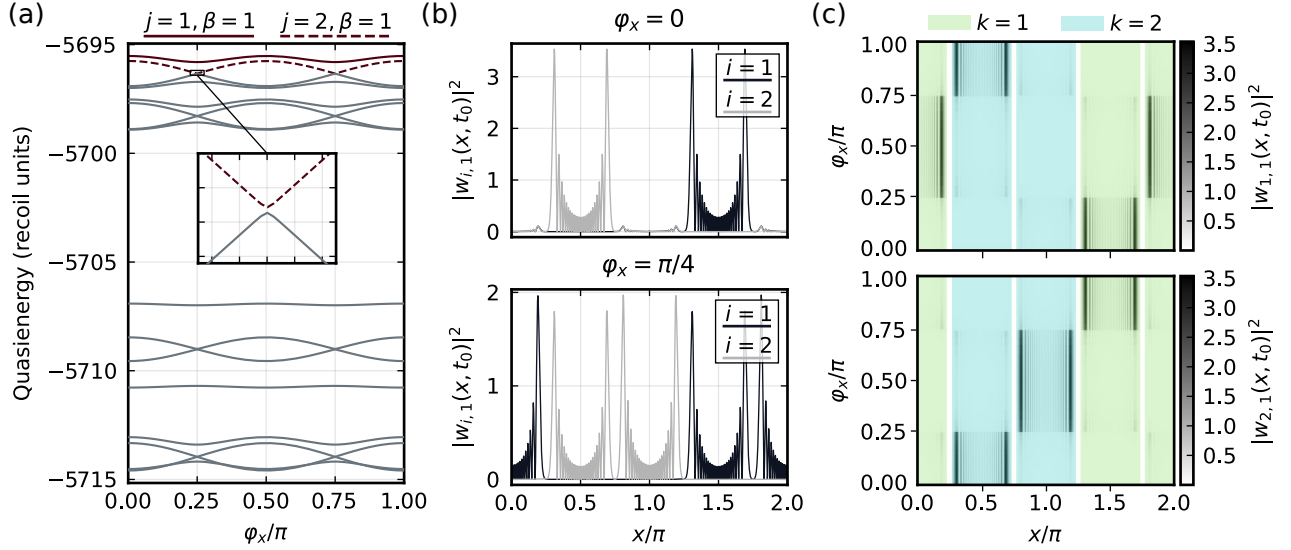 (a)
j = 1, β = 1
j = 2, β = 1
−5695
−5700
−5705
−5710
−5715
Quasienergy (recoil units)
0.00
0.25
0.50
0.75
1.00
φₓ/π
(b)
φₓ = 0
3
2
1
0
|wᵢ,₁(x, t₀)|²
i = 1
i = 2
φₓ = π/4
2
1
0
|wᵢ,₁(x, t₀)|²
i = 1
i = 2
0.0
0.5
1.0
1.5
2.0
x/π
(c)
k = 1
k = 2
1.00
0.75
0.50
0.25
0.00
φₓ/π
3.5
3.0
2.5
2.0
1.5
1.0
0.5
|w₁,₁(x, t₀)|²
1.00
0.75
0.50
0.25
0.00
φₓ/π
0.0
0.5
1.0
1.5
2.0
x/π
3.5
3.0
2.5
2.0
1.5
1.0
0.5
|w₂,₁(x, t₀)|²